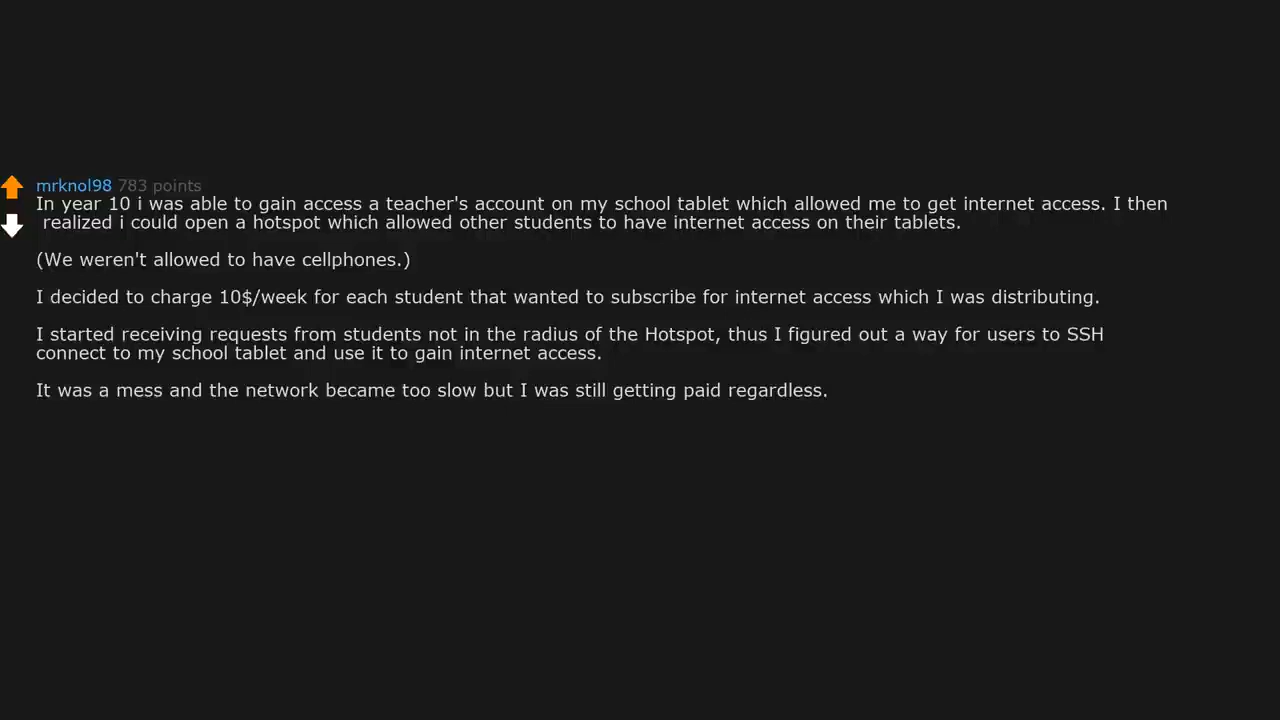 mrknol98 783 points
In year 10 i was able to gain access a teacher's account on my school tablet which allowed me to get internet access. I then
realized i could open a hotspot which allowed other students to have internet access on their tablets.
(We weren't allowed to have cellphones.)
I decided to charge 10$/week for each student that wanted to subscribe for internet access which I was distributing.
I started receiving requests from students not in the radius of the Hotspot, thus I figured out a way for users to SSH
connect to my school tablet and use it to gain internet access.
It was a mess and the network became too slow but I was still getting paid regardless.